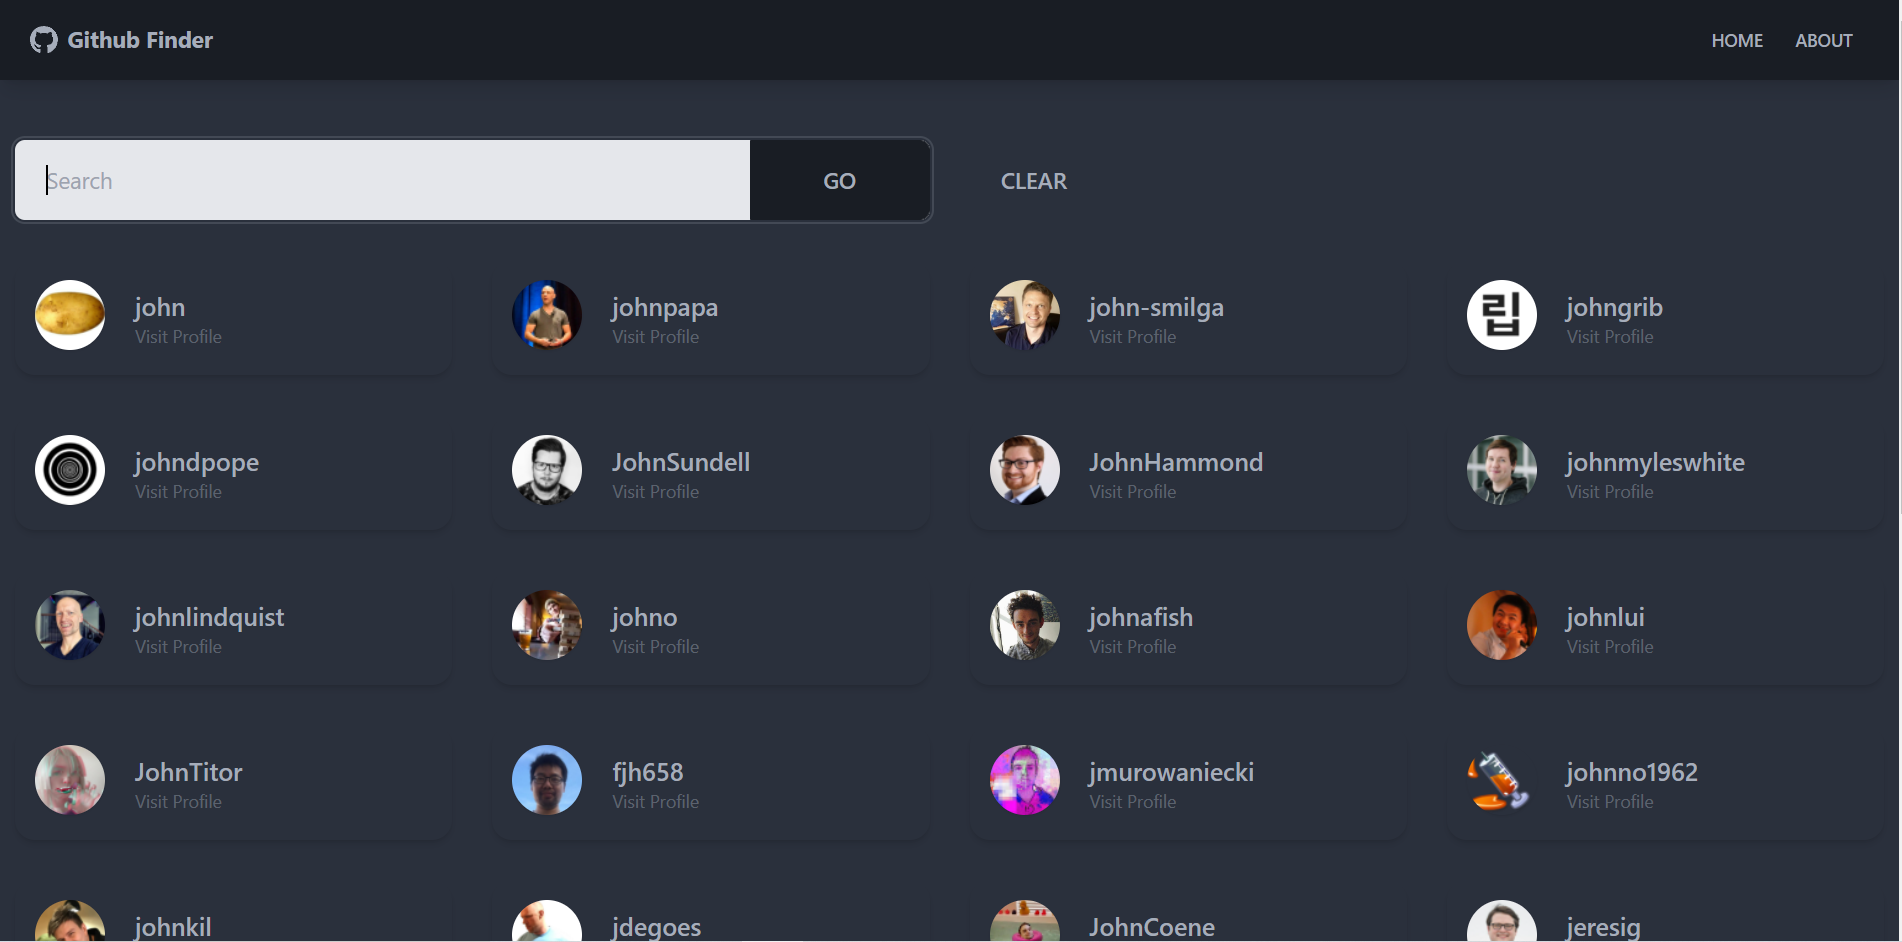 Github Finder
HOME ABOUT
Search GO CLEAR
john
Visit Profile
johnpapa
Visit Profile
john-smilga
Visit Profile
립
johngrib
Visit Profile
johndpope
Visit Profile
JohnSundell
Visit Profile
JohnHammond
Visit Profile
johnmyleswhite
Visit Profile
johnlindquist
Visit Profile
johno
Visit Profile
johnafish
Visit Profile
johnlui
Visit Profile
JohnTitor
Visit Profile
fjh658
Visit Profile
jmurowaniecki
Visit Profile
johnno1962
Visit Profile
johnkil
jdegoes
JohnCoene
jeresig